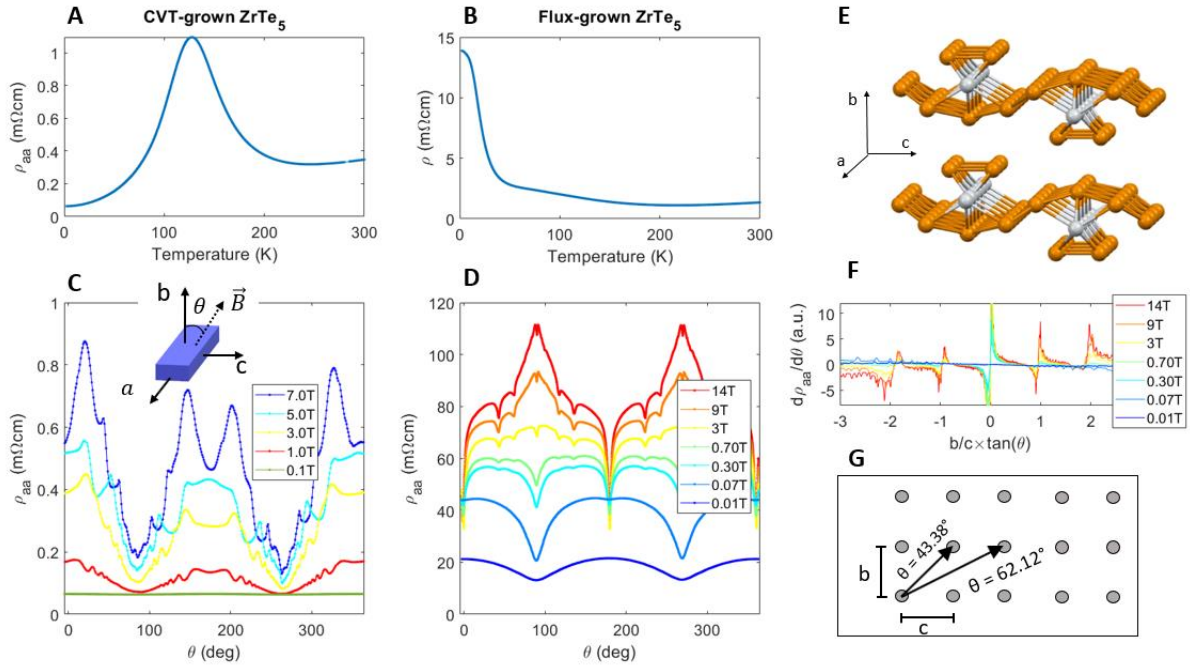 A
CVT-grown ZrTe5
1
0.8
0.6
0.4
0.2
0
ρaa (mΩcm)
0
100
200
300
Temperature (K)
B
Flux-grown ZrTe5
15
10
5
0
ρ (mΩcm)
0
100
200
300
Temperature (K)
E
b
c
a
C
b
θ
B
c
a
1
0.8
0.6
0.4
0.2
0
ρaa (mΩcm)
7.0T
5.0T
3.0T
1.0T
0.1T
0
100
200
300
θ (deg)
D
120
100
80
60
40
20
0
ρaa (mΩcm)
14T
9T
3T
0.70T
0.30T
0.07T
0.01T
0
100
200
300
θ (deg)
F
10
5
0
-5
dρaa/dθ (a.u.)
14T
9T
3T
0.70T
0.30T
0.07T
0.01T
-3
-2
-1
0
1
2
b/c×tan(θ)
G
b
c
θ = 43.38°
θ = 62.12°